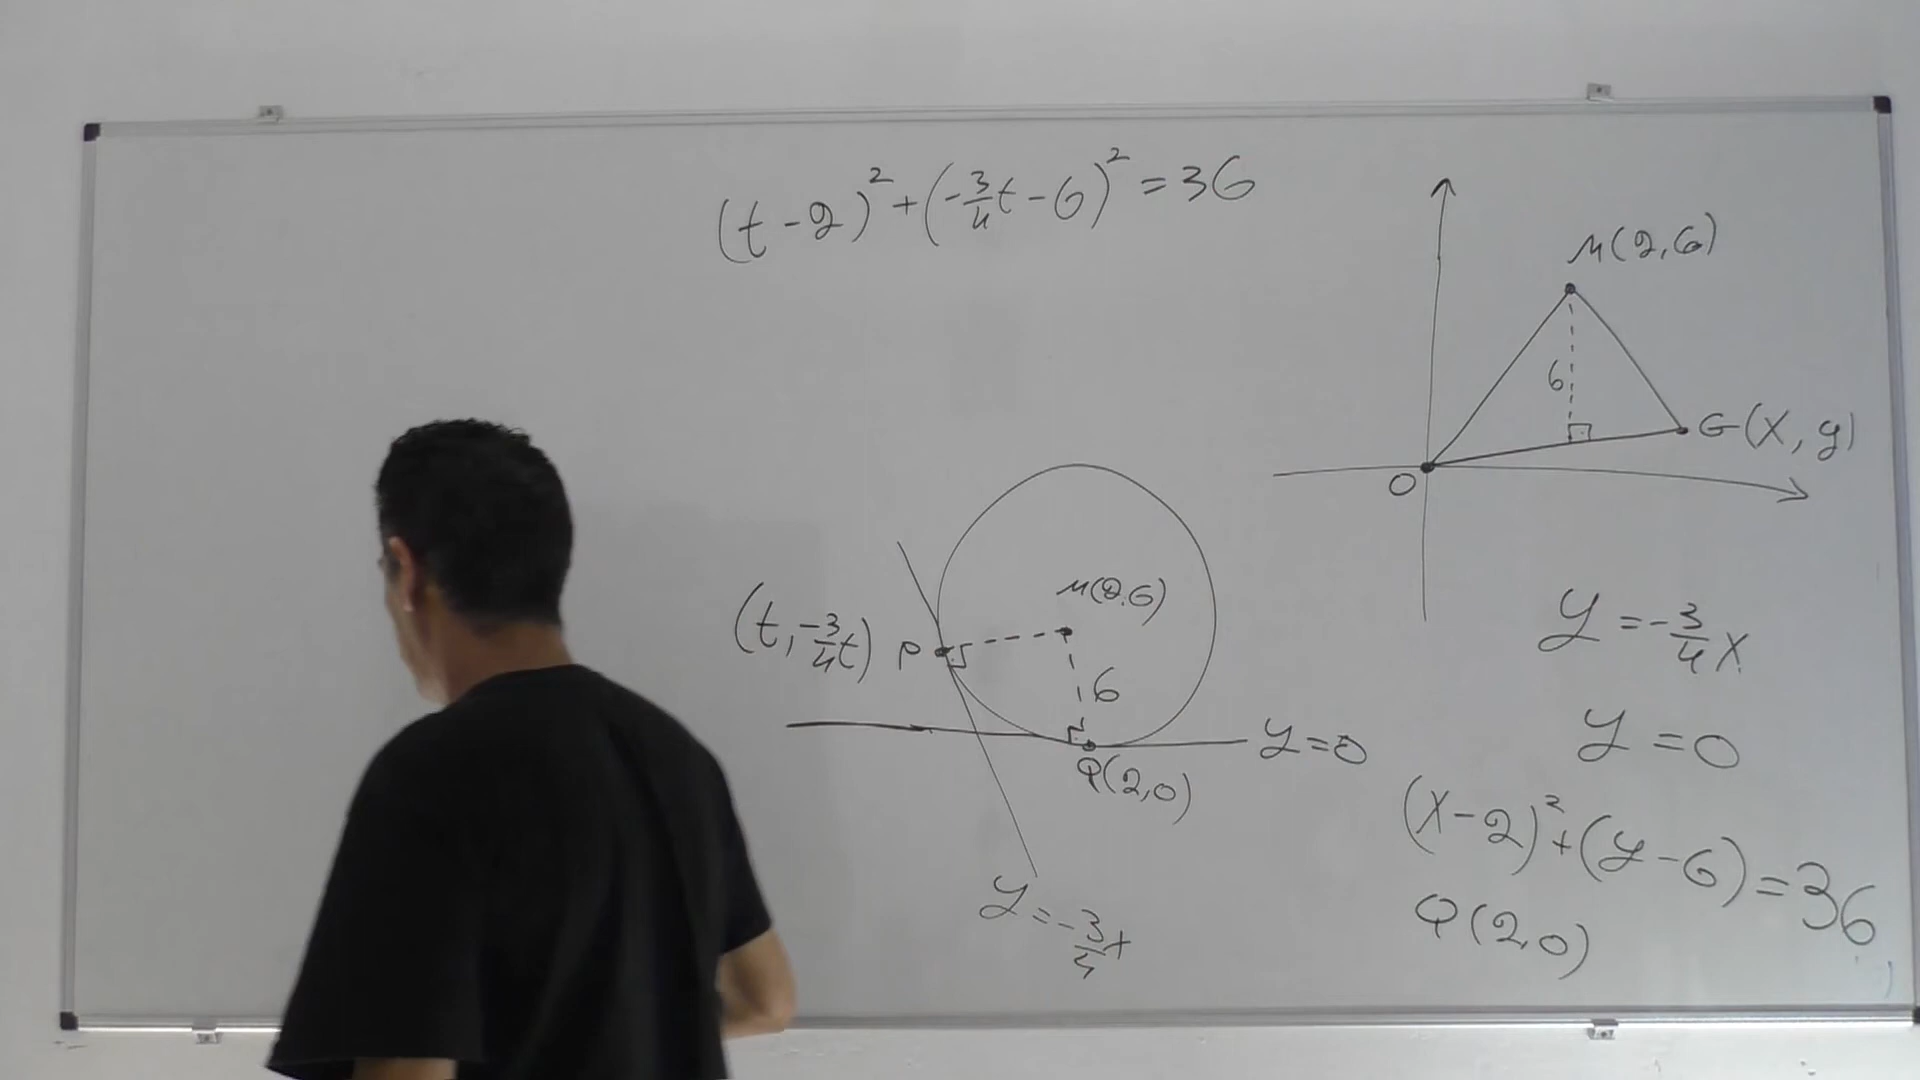 (t-2)²+(-3/4t-6)²=36
M(2,6)
6
G(x,y)
O
M(2,6)
(t,-3/4t) P
6
y=0
Q(2,0)
y=-3/4x
y=-3/4x
y=0
(x-2)²+(y-6)=36
Q(2,0)